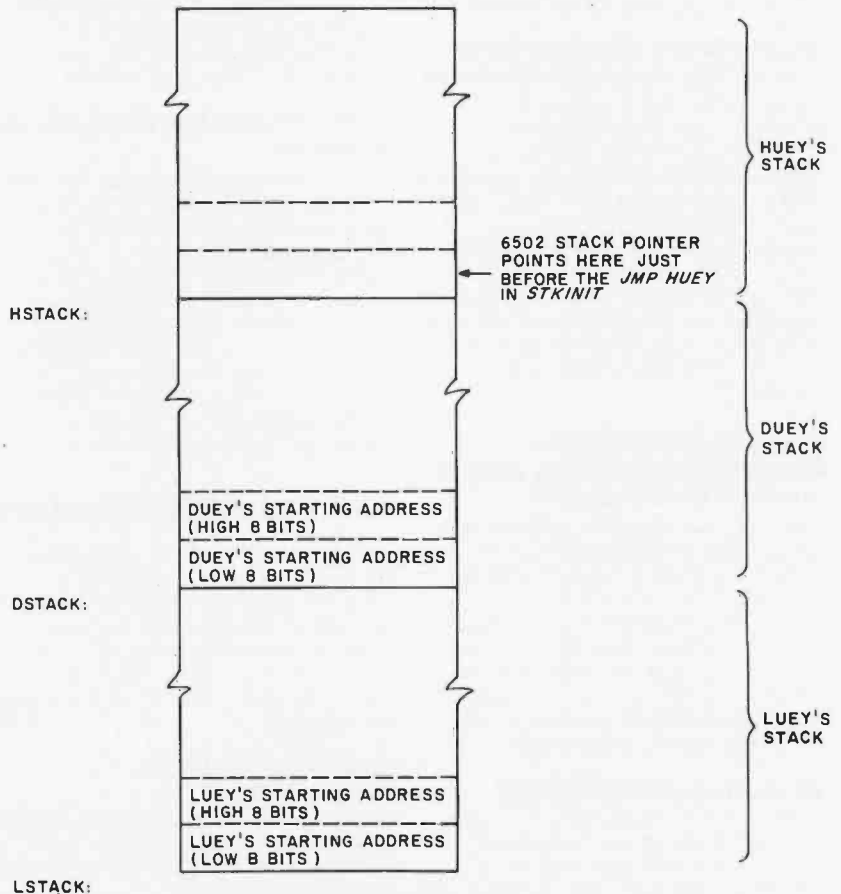 HUEY'S
STACK
6502 STACK POINTER
POINTS HERE JUST
BEFORE THE JMP HUEY
IN STKINIT
HSTACK:
DUEY'S
STACK
DUEY'S STARTING ADDRESS
(HIGH 8 BITS)
DUEY'S STARTING ADDRESS
(LOW 8 BITS)
DSTACK:
LUEY'S
STACK
LUEY'S STARTING ADDRESS
(HIGH 8 BITS)
LUEY'S STARTING ADDRESS
(LOW 8 BITS)
LSTACK: